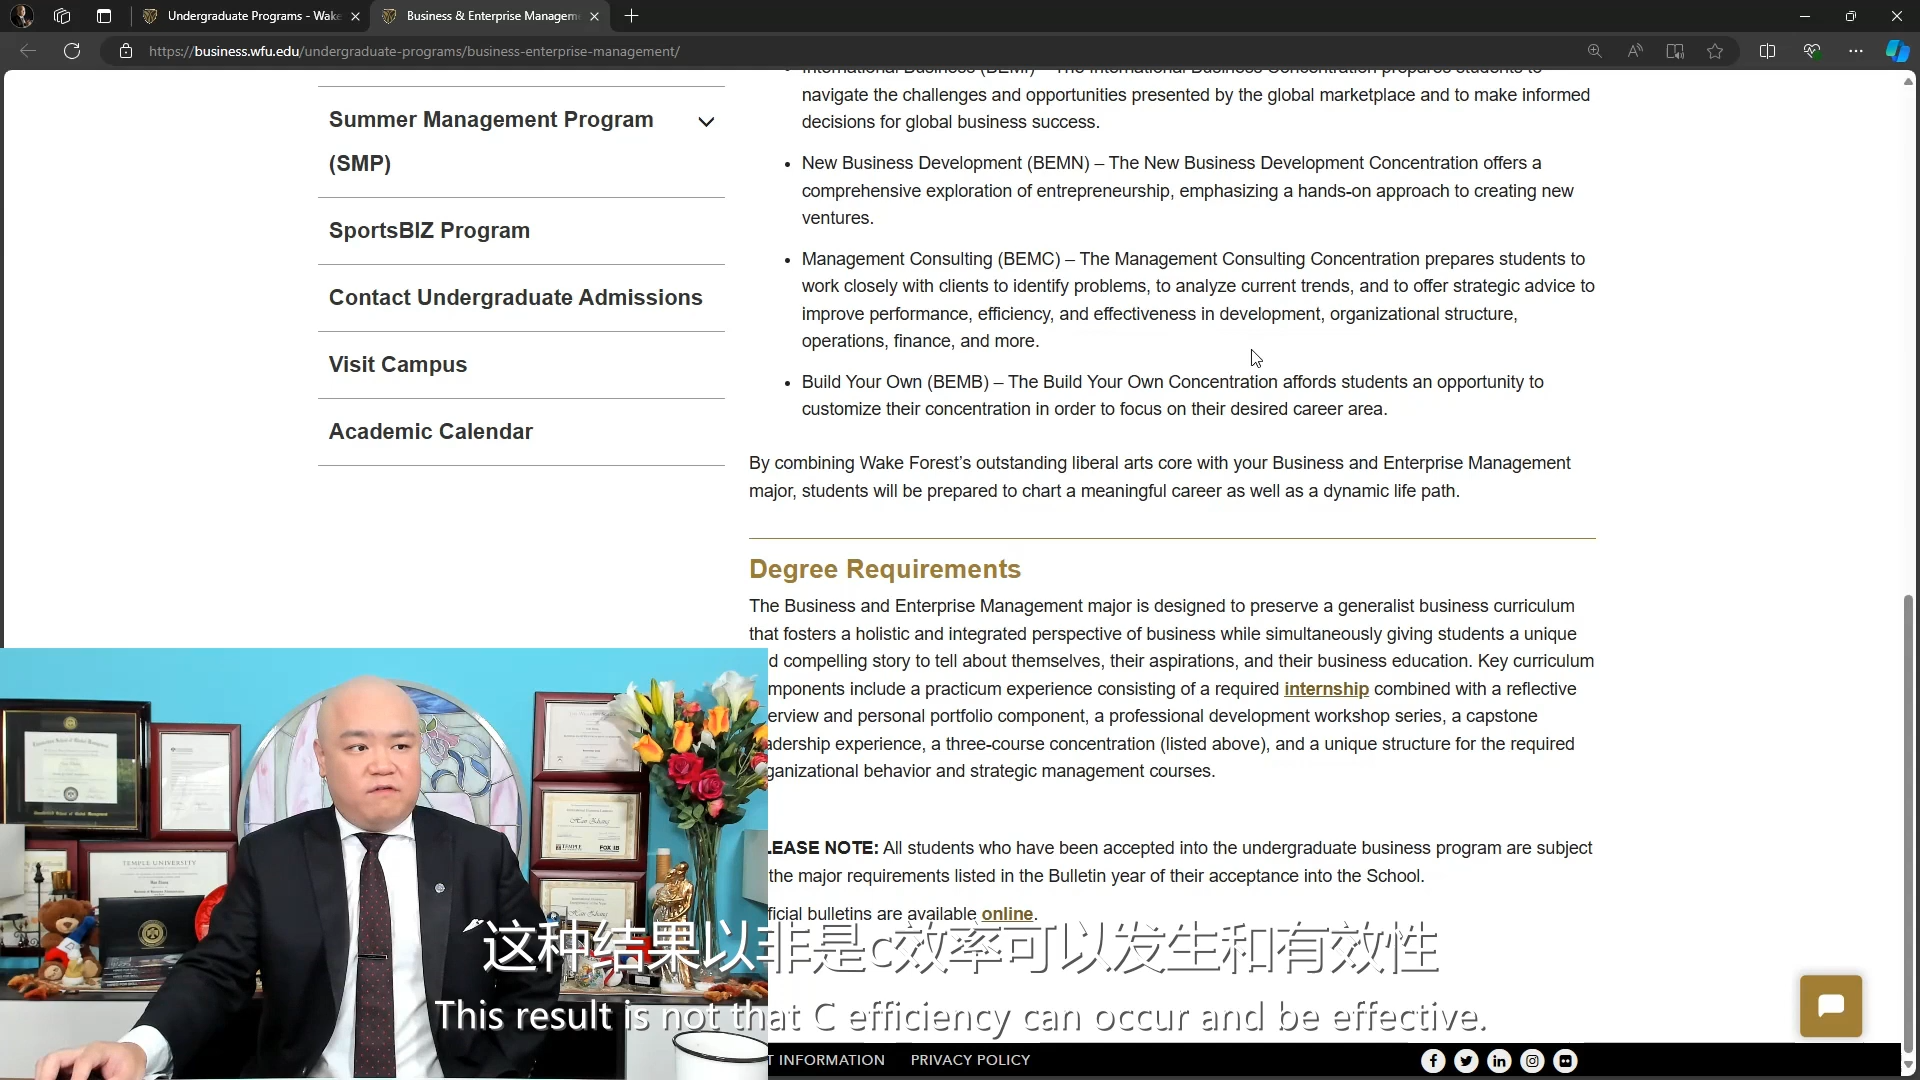 Undergraduate Programs - Wake
Business & Enterprise Managem
https://business.wfu.edu/undergraduate-programs/business-enterprise-management/
Summer Management Program
(SMP)
SportsBIZ Program
Contact Undergraduate Admissions
Visit Campus
Academic Calendar
International Business (BEMI) – The International Business Concentration prepares students to
navigate the challenges and opportunities presented by the global marketplace and to make informed
decisions for global business success.
• New Business Development (BEMN) – The New Business Development Concentration offers a
comprehensive exploration of entrepreneurship, emphasizing a hands-on approach to creating new
ventures.
• Management Consulting (BEMC) – The Management Consulting Concentration prepares students to
work closely with clients to identify problems, to analyze current trends, and to offer strategic advice to
improve performance, efficiency, and effectiveness in development, organizational structure,
operations, finance, and more.
• Build Your Own (BEMB) – The Build Your Own Concentration affords students an opportunity to
customize their concentration in order to focus on their desired career area.
By combining Wake Forest’s outstanding liberal arts core with your Business and Enterprise Management
major, students will be prepared to chart a meaningful career as well as a dynamic life path.
Degree Requirements
The Business and Enterprise Management major is designed to preserve a generalist business curriculum
that fosters a holistic and integrated perspective of business while simultaneously giving students a unique
d compelling story to tell about themselves, their aspirations, and their business education. Key curriculum
mponents include a practicum experience consisting of a required internship combined with a reflective
erview and personal portfolio component, a professional development workshop series, a capstone
adership experience, a three-course concentration (listed above), and a unique structure for the required
ganizational behavior and strategic management courses.
LEASE NOTE: All students who have been accepted into the undergraduate business program are subject
the major requirements listed in the Bulletin year of their acceptance into the School.
ficial bulletins are available online.
TEMPLE UNIVERSITY
TEMPLE
FOX IB
这种结果以非是c效率可以发生和有效性
This result is not that C efficiency can occur and be effective.
T INFORMATION
PRIVACY POLICY